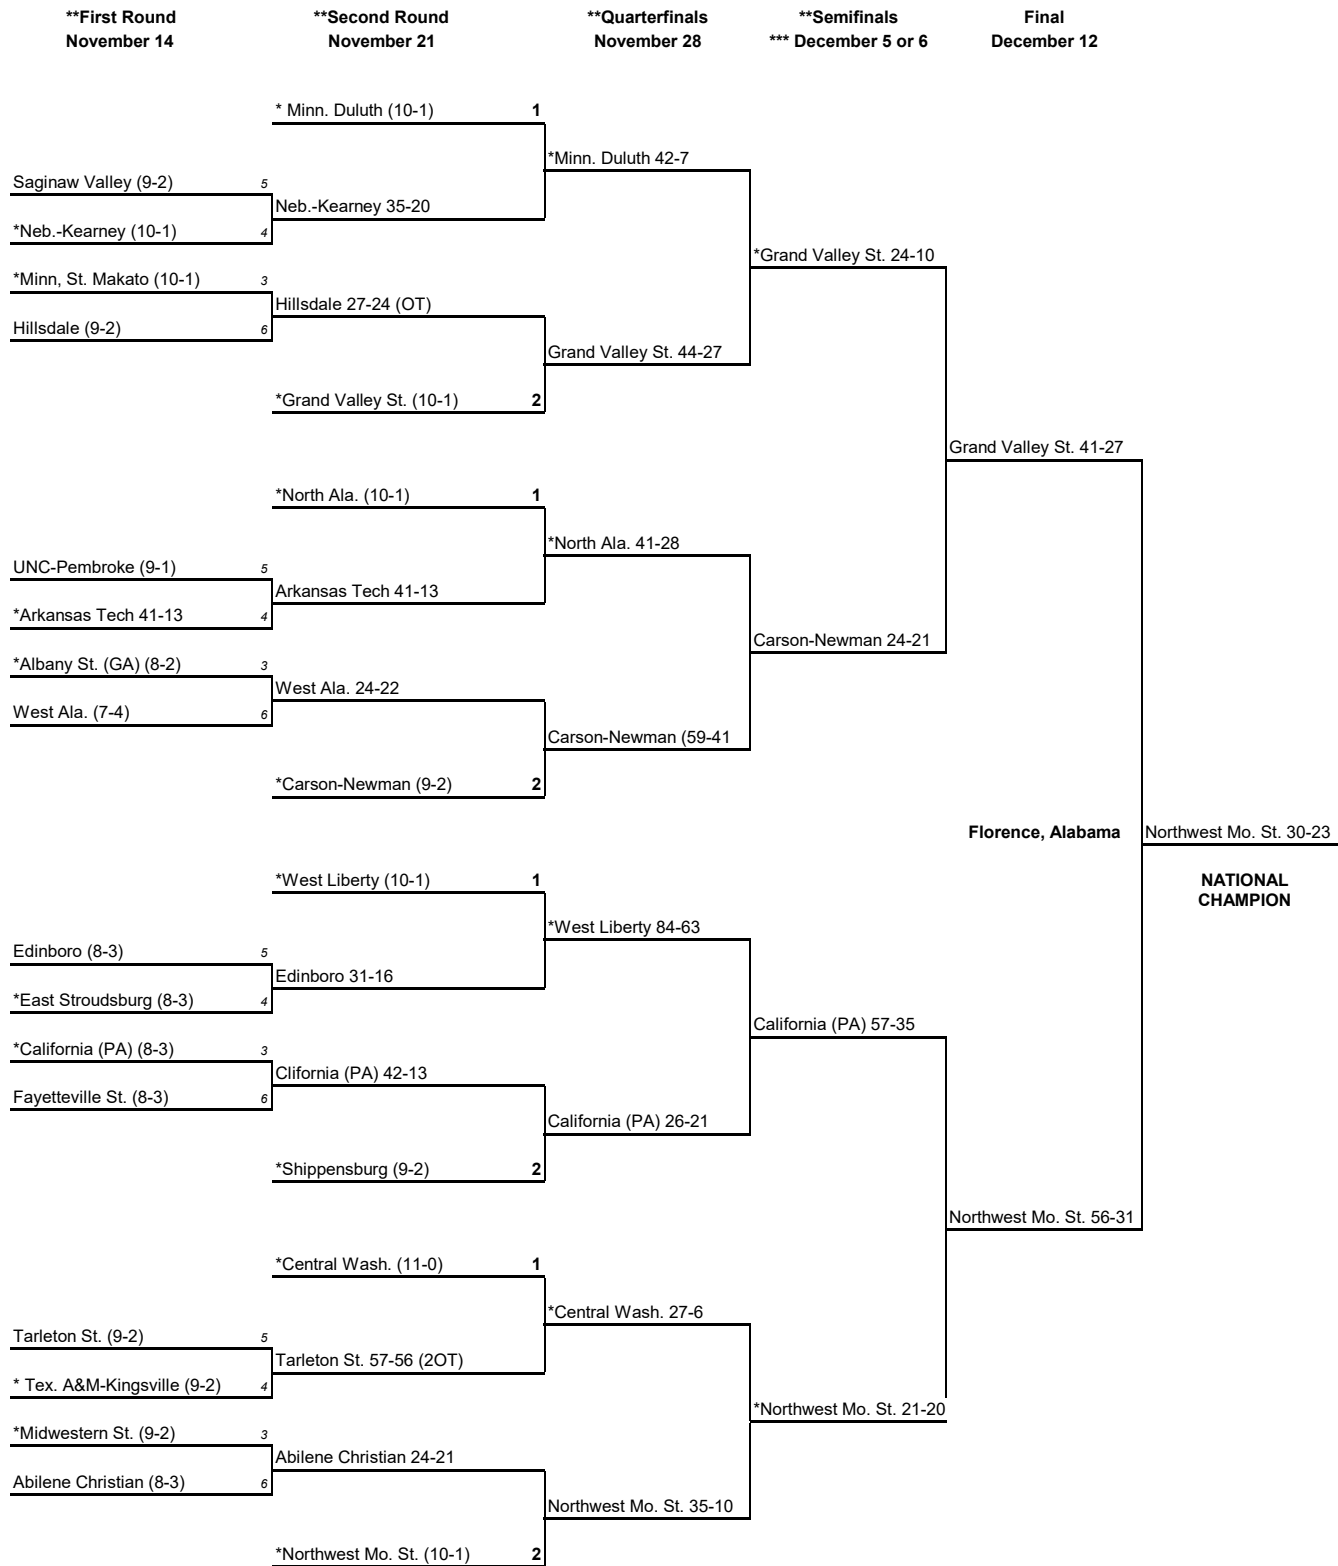 **First Round
November 14
**Second Round
November 21
**Quarterfinals
November 28
**Semifinals
*** December 5 or 6
Final
December 12
* Minn. Duluth (10-1) 1
*Minn. Duluth 42-7
Saginaw Valley (9-2) 5
Neb.-Kearney 35-20
*Neb.-Kearney (10-1) 4
*Grand Valley St. 24-10
*Minn, St. Makato (10-1) 3
Hillsdale 27-24 (OT)
Hillsdale (9-2) 6
Grand Valley St. 44-27
*Grand Valley St. (10-1) 2
Grand Valley St. 41-27
*North Ala. (10-1) 1
*North Ala. 41-28
UNC-Pembroke (9-1) 5
Arkansas Tech 41-13
*Arkansas Tech 41-13 4
Carson-Newman 24-21
*Albany St. (GA) (8-2) 3
West Ala. 24-22
West Ala. (7-4) 6
Carson-Newman (59-41
*Carson-Newman (9-2) 2
Florence, Alabama
Northwest Mo. St. 30-23
NATIONAL
CHAMPION
*West Liberty (10-1) 1
*West Liberty 84-63
Edinboro (8-3) 5
Edinboro 31-16
*East Stroudsburg (8-3) 4
California (PA) 57-35
*California (PA) (8-3) 3
Clifornia (PA) 42-13
Fayetteville St. (8-3) 6
California (PA) 26-21
*Shippensburg (9-2) 2
Northwest Mo. St. 56-31
*Central Wash. (11-0) 1
*Central Wash. 27-6
Tarleton St. (9-2) 5
Tarleton St. 57-56 (2OT)
* Tex. A&M-Kingsville (9-2) 4
*Northwest Mo. St. 21-20
*Midwestern St. (9-2) 3
Abilene Christian 24-21
Abilene Christian (8-3) 6
Northwest Mo. St. 35-10
*Northwest Mo. St. (10-1) 2